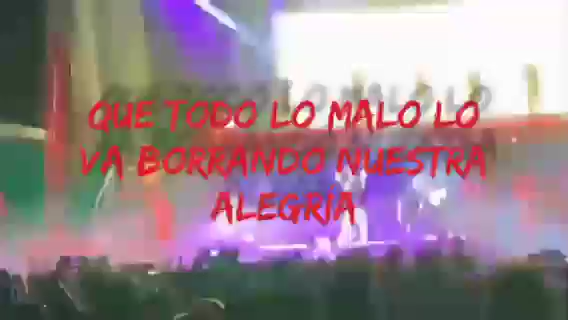 QUE TODO LO MALO LO
VA BORRANDO NUESTRA
ALEGRIA